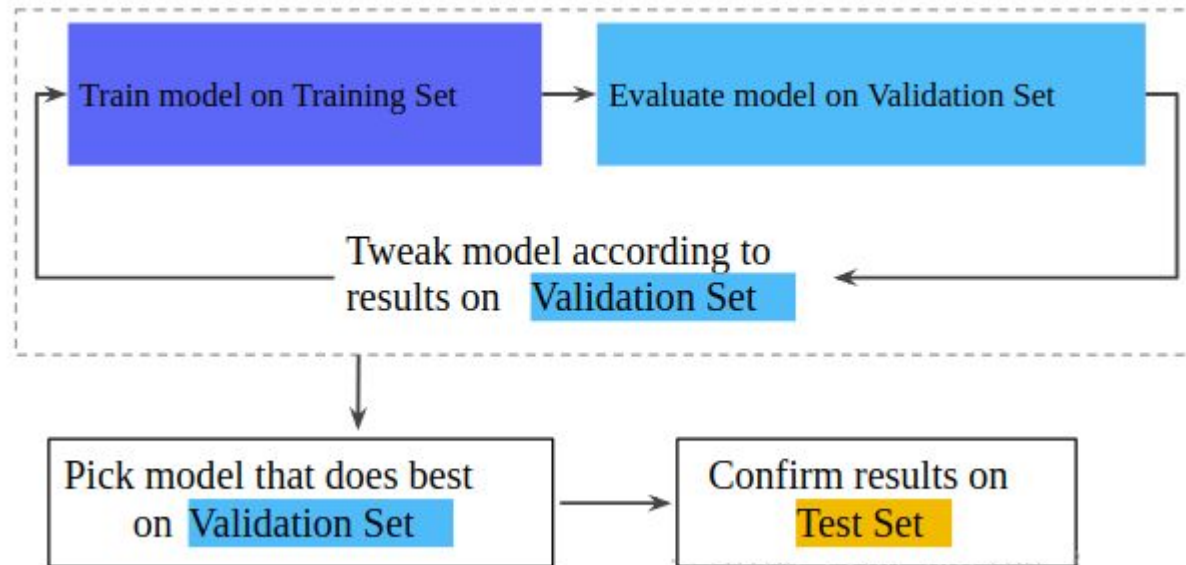 Train model on Training Set
Evaluate model on Validation Set
Tweak model according to
results on Validation Set
Pick model that does best
on Validation Set
Confirm results on
Test Set